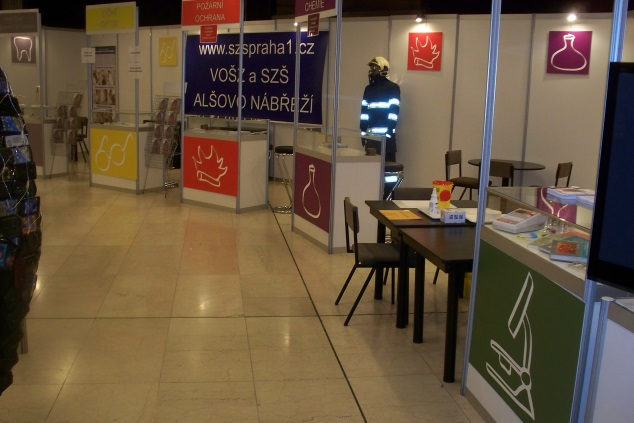 POŽÁRNÍ
OCHRANA
CHEMIE
www.szspraha1.cz
VOŠZ a SZŠ
ALŠOVO NÁBŘEŽÍ